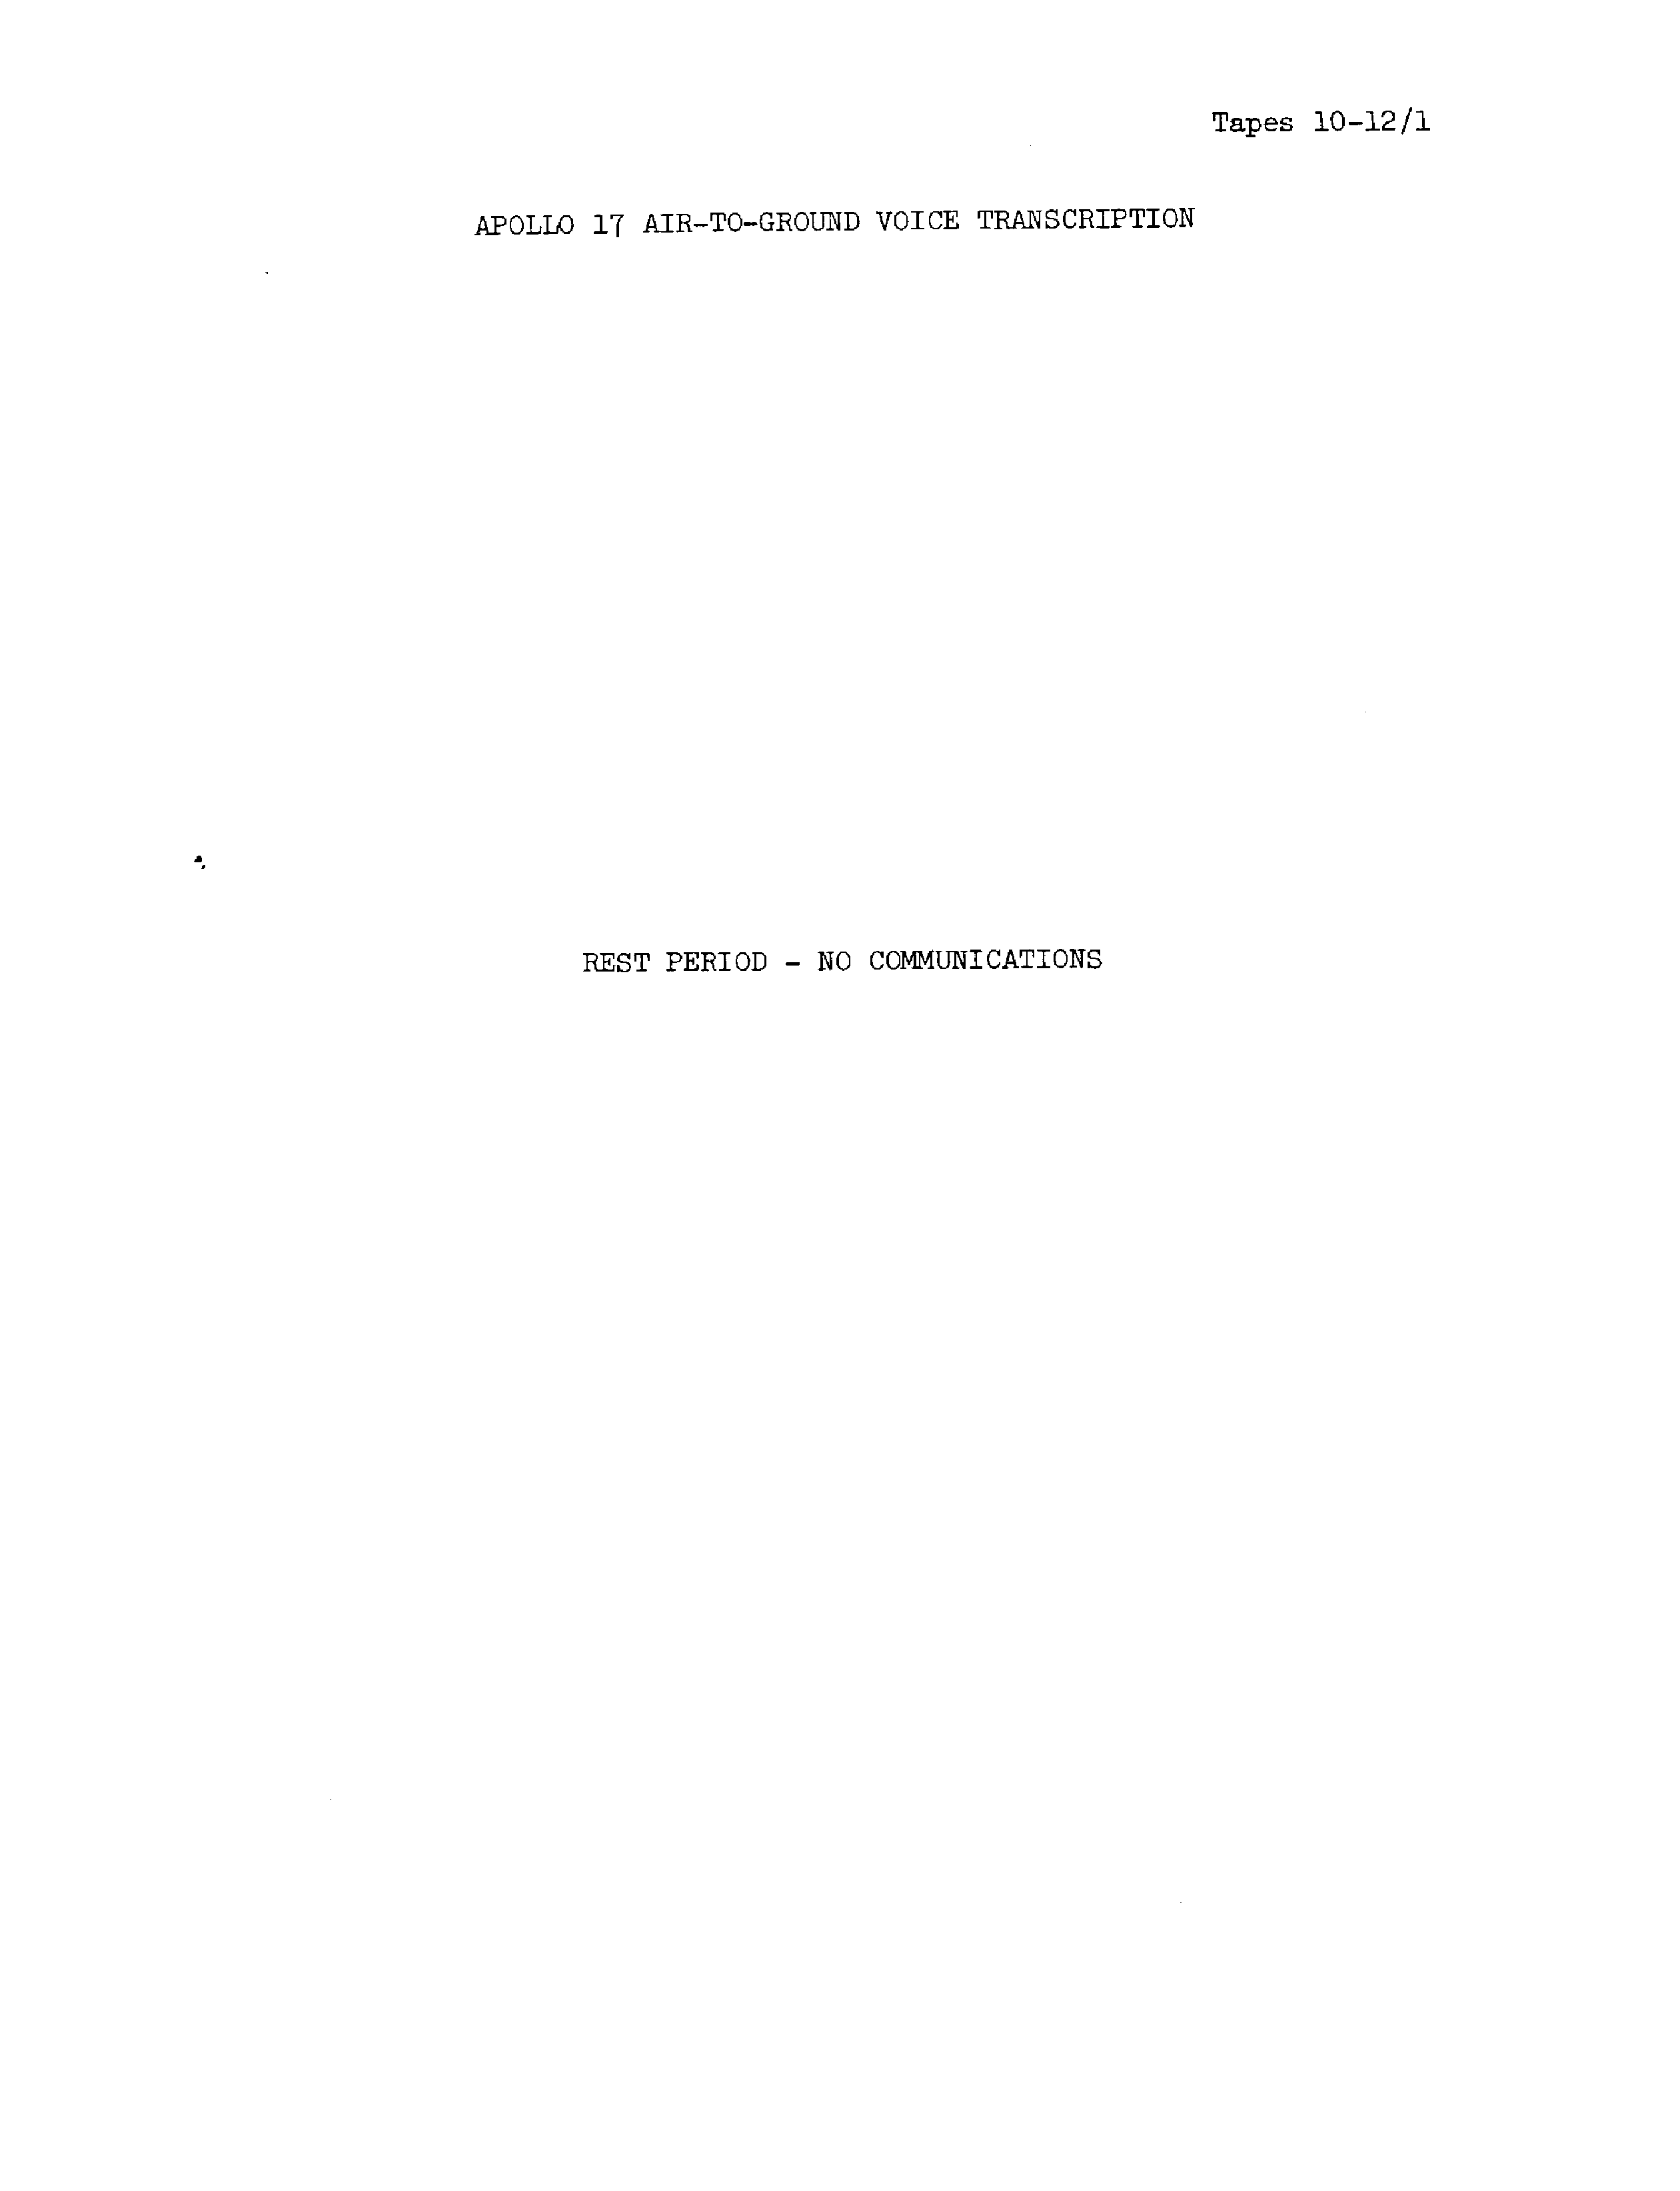 Tapes 10-12/1
APOLLO 17 AIR-TO-GROUND VOICE TRANSCRIPTION
REST PERIOD - NO COMMUNICATIONS